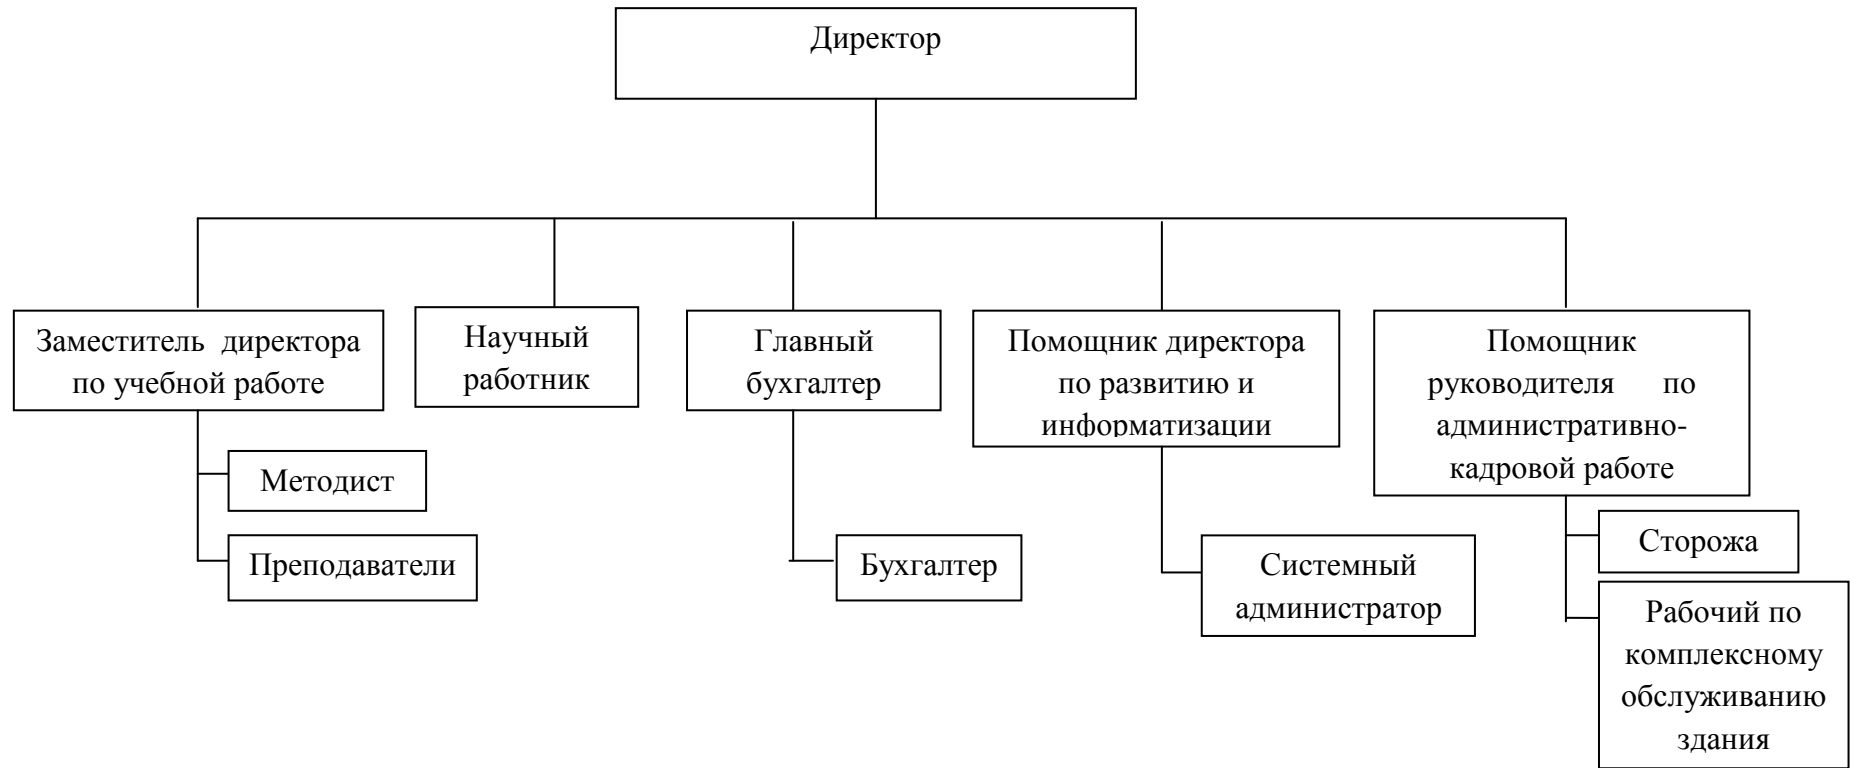 Директор
Заместитель директора
по учебной работе
Научный
работник
Главный
бухгалтер
Помощник директора
по развитию и
информатизации
Помощник
руководителя по
административно-
кадровой работе
Методист
Преподаватели
Бухгалтер
Системный
администратор
Сторожа
Рабочий по
комплексному
обслуживанию
здания